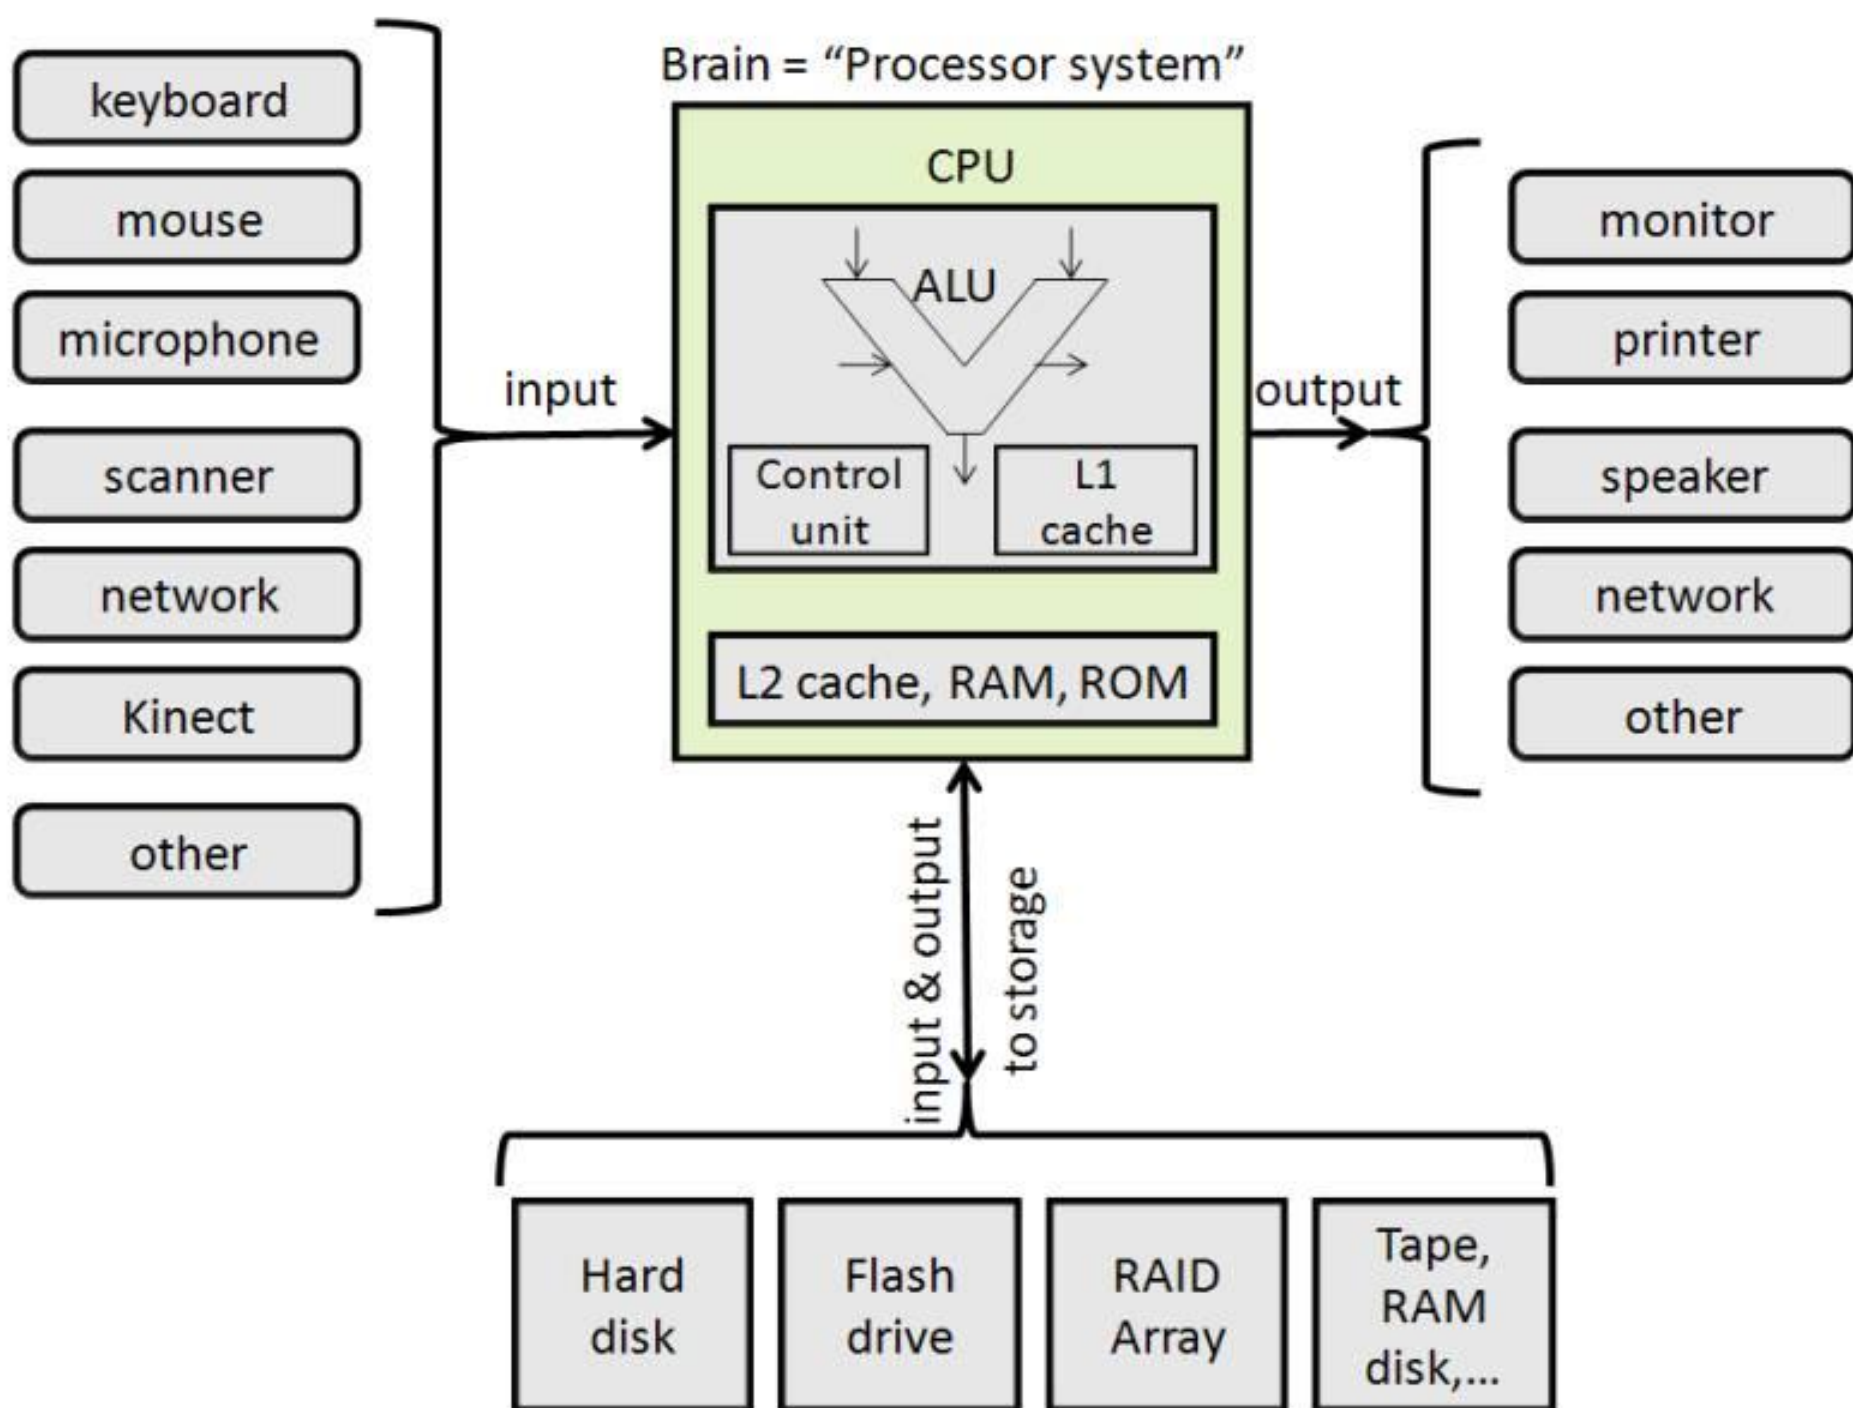 keyboard
mouse
microphone
scanner
network
Kinect
other
input
Brain = “Processor system”
CPU
ALU
Control
unit
L1
cache
L2 cache, RAM, ROM
output
monitor
printer
speaker
network
other
input & output
to storage
Hard
disk
Flash
drive
RAID
Array
Tape,
RAM
disk,...